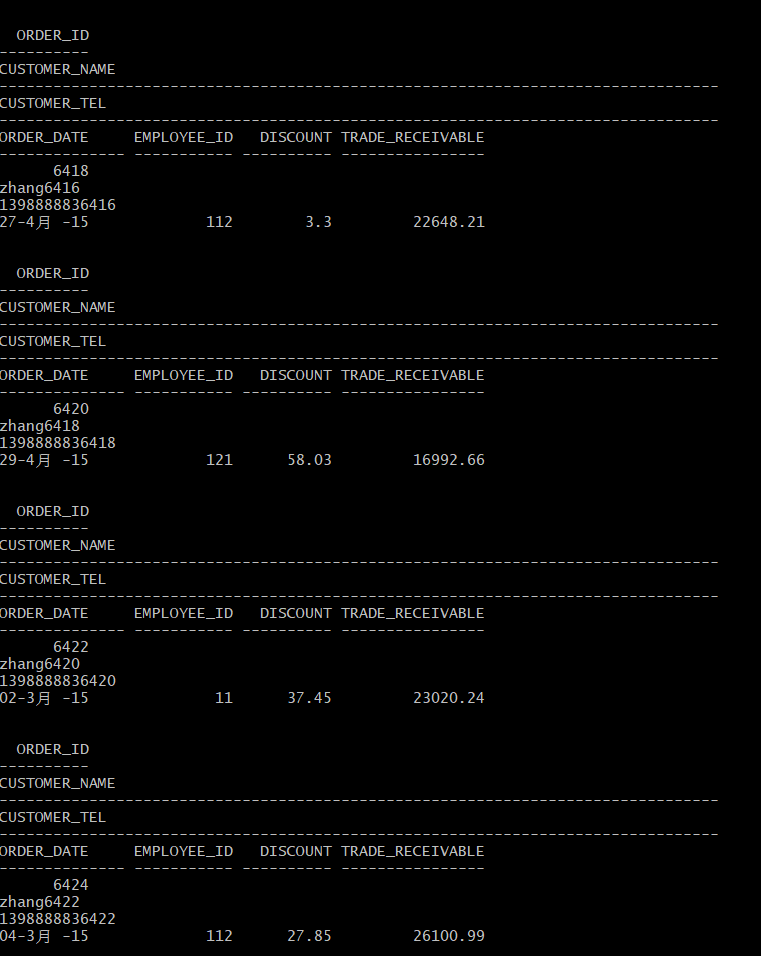 ORDER_ID
----------
CUSTOMER_NAME
--------------------------------------------------------------------------------
CUSTOMER_TEL
--------------------------------------------------------------------------------
ORDER_DATE     EMPLOYEE_ID   DISCOUNT TRADE_RECEIVABLE
-------------- ----------- ---------- ----------------
6418
zhang6416
1398888836416
27-4月 -15             112        3.3         22648.21
ORDER_ID
----------
CUSTOMER_NAME
--------------------------------------------------------------------------------
CUSTOMER_TEL
--------------------------------------------------------------------------------
ORDER_DATE     EMPLOYEE_ID   DISCOUNT TRADE_RECEIVABLE
-------------- ----------- ---------- ----------------
6420
zhang6418
1398888836418
29-4月 -15             121      58.03         16992.66
ORDER_ID
----------
CUSTOMER_NAME
--------------------------------------------------------------------------------
CUSTOMER_TEL
--------------------------------------------------------------------------------
ORDER_DATE     EMPLOYEE_ID   DISCOUNT TRADE_RECEIVABLE
-------------- ----------- ---------- ----------------
6422
zhang6420
1398888836420
02-3月 -15              11      37.45         23020.24
ORDER_ID
----------
CUSTOMER_NAME
--------------------------------------------------------------------------------
CUSTOMER_TEL
--------------------------------------------------------------------------------
ORDER_DATE     EMPLOYEE_ID   DISCOUNT TRADE_RECEIVABLE
-------------- ----------- ---------- ----------------
6424
zhang6422
1398888836422
04-3月 -15             112      27.85         26100.99